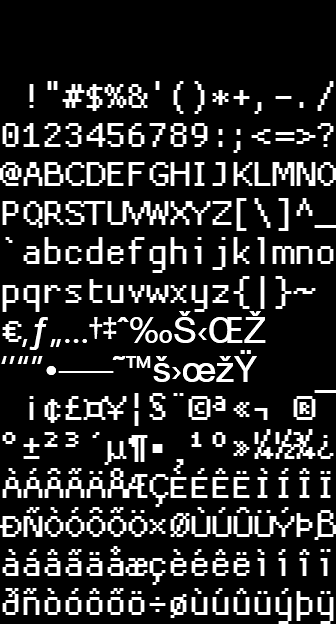 !"#$%&'()*+,-./
0123456789:;<=>?
@ABCDEFGHIJKLMNO
PQRSTUVWXYZ[\]^_
`abcdefghijklmno
pqrstuvwxyz{|}~
€‚ƒ„…†‡ˆ‰Š‹ŒŽ
‘’“”•–—˜™š›œžŸ
¡¢£¤¥¦§¨©ª«¬­®¯
°±²³´µ¶·¸¹º»¼½¾¿
ÀÁÂÃÄÅÆÇÈÉÊËÌÍÎÏ
ÐÑÒÓÔÕÖ×ØÙÚÛÜÝÞß
àáâãäåæçèéêëìíîï
ðñòóôõö÷øùúûüýþÿ